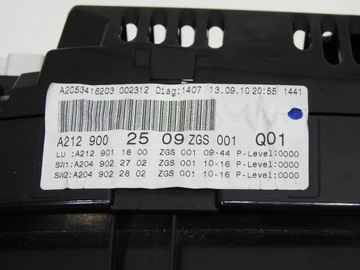 A2C53416203 002312 Diag:1407 13.09.10 20:55 1441
A212 900 25 09 ZGS 001 Q01
LU : A212 901 18 00 ZGS 001 09-44 P-Level:0000
SW1: A204 902 27 02 ZGS 001 10-16 P-Level:0000
SW2: A204 902 28 02 ZGS 001 10-16 P-Level:0000